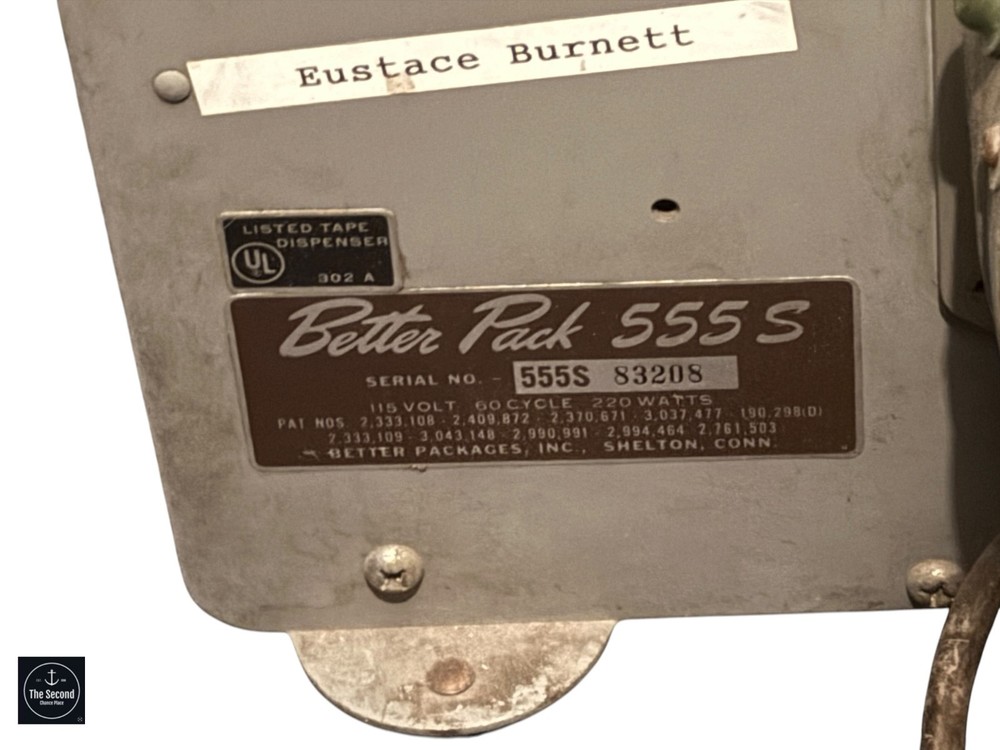 Eustace Burnett
LISTED TAPE
DISPENSER
UL
302 A
Better Pack 555 S
SERIAL NO. - 555S 83208
115 VOLT 60 CYCLE 220 WATTS
PAT NOS 2,333,108 - 2,409,872 - 2,370,671 - 3,037,477 - 190,298(D)
2,333,109 - 3,043,148 - 2,990,991 - 2,994,464 2,761,503
BETTER PACKAGES, INC., SHELTON, CONN.
The Second
Chance Place